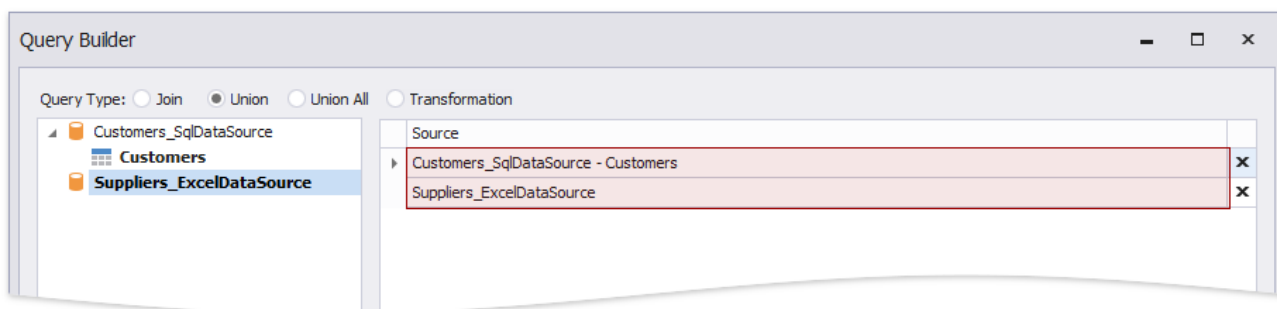 Query Builder
Query Type: Join Union Union All Transformation
Customers_SqlDataSource
Customers
Suppliers_ExcelDataSource
Source
Customers_SqlDataSource - Customers
Suppliers_ExcelDataSource